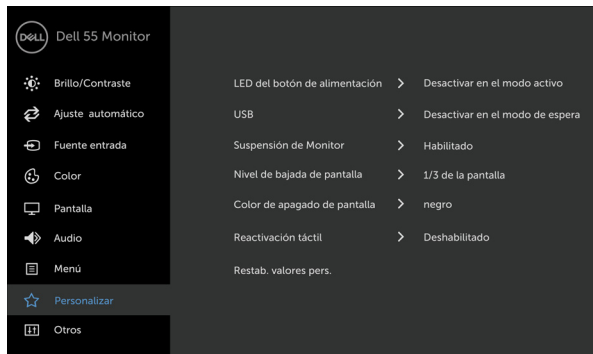 DELL Dell 55 Monitor
Brillo/Contraste
Ajuste automático
Fuente entrada
Color
Pantalla
Audio
Menú
Personalizar
Otros
LED del botón de alimentación > Desactivar en el modo activo
USB > Desactivar en el modo de espera
Suspensión de Monitor > Habilitado
Nivel de bajada de pantalla > 1/3 de la pantalla
Color de apagado de pantalla > negro
Reactivación táctil > Deshabilitado
Restab. valores pers.